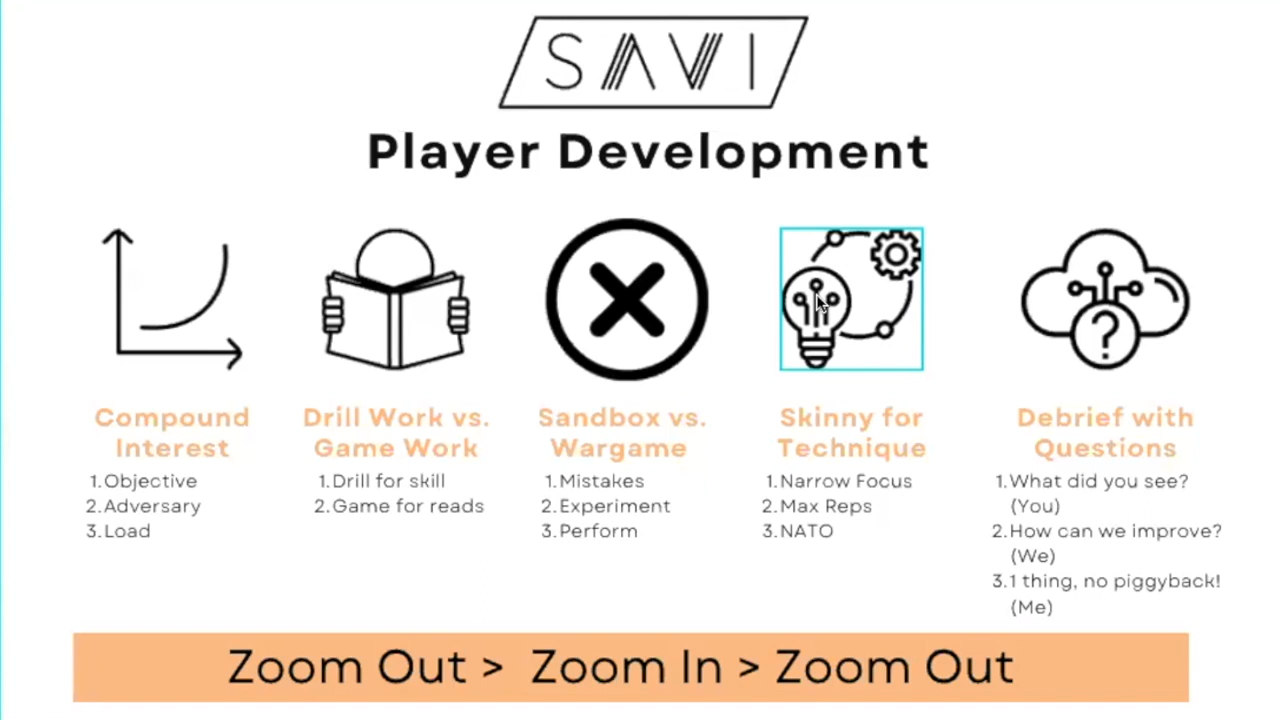 SAVI
Player Development
Compound
Interest
1.Objective
2.Adversary
3.Load
Drill Work vs.
Game Work
1.Drill for skill
2.Game for reads
Sandbox vs.
Wargame
1.Mistakes
2.Experiment
3.Perform
Skinny for
Technique
1.Narrow Focus
2.Max Reps
3.NATO
Debrief with
Questions
1.What did you see?
(You)
2.How can we improve?
(We)
3.1 thing, no piggyback!
(Me)
Zoom Out > Zoom In > Zoom Out